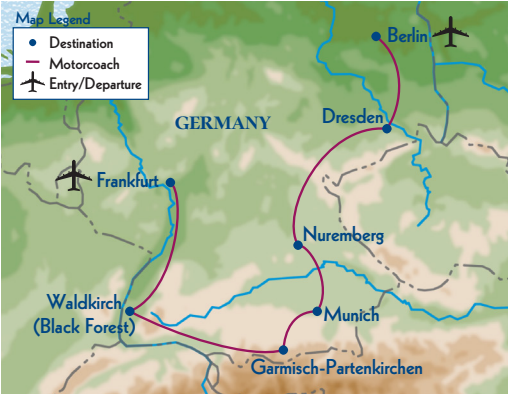 Map Legend
Destination
Motorcoach
Entry/Departure
Berlin
GERMANY
Dresden
Frankfurt
Nuremberg
Waldkirch
(Black Forest)
Munich
Garmisch-Partenkirchen